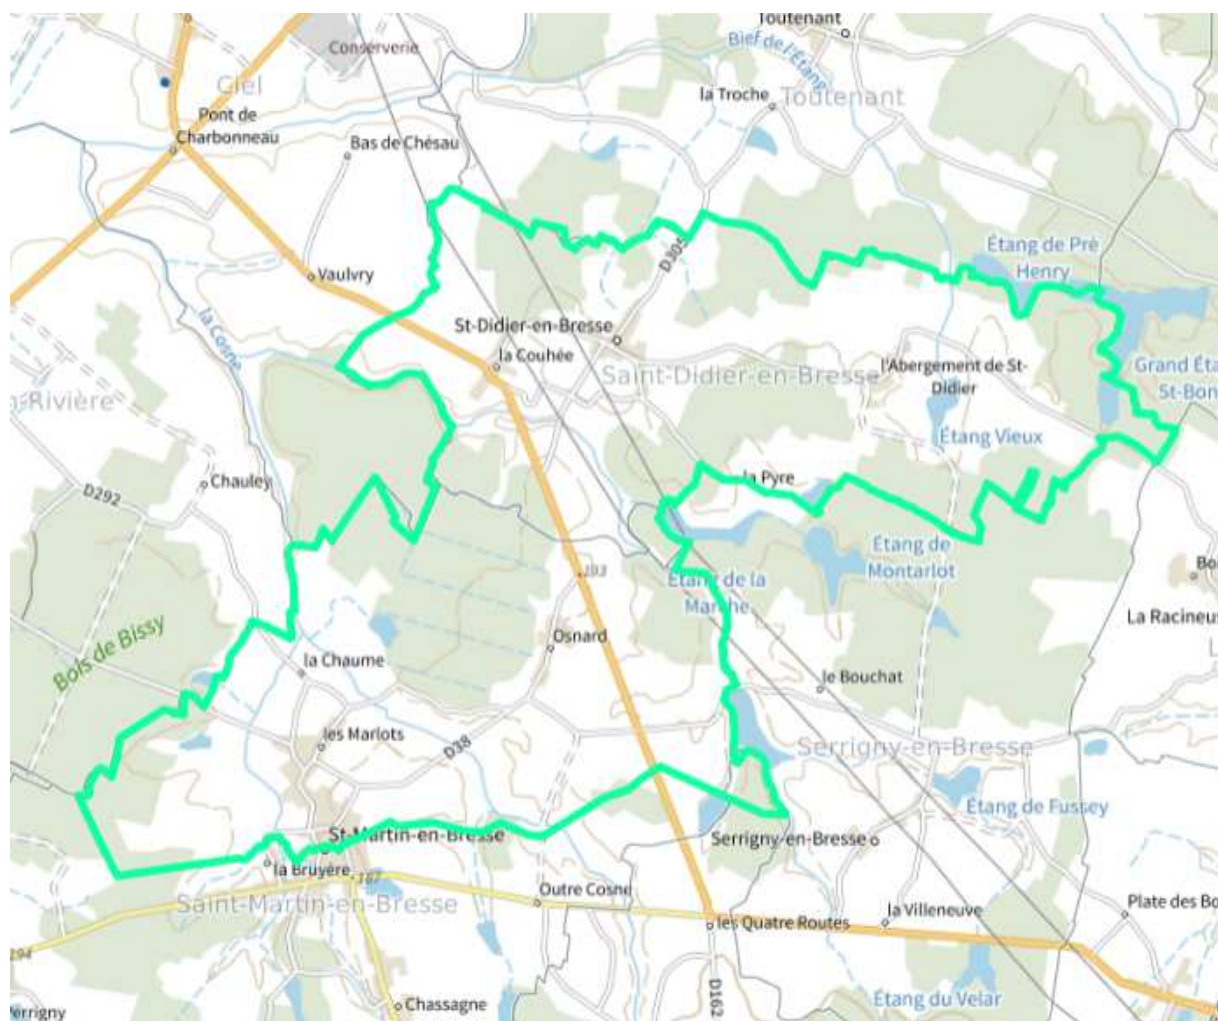 Toutenant
Conserverie
Bief de l'Étang
Ciel
la Troche
Toutenant
Pont de
Charbonneau
Bas de Chésau
Étang de Pré
Henry
Vaulvry
D305
la Cosne
St-Didier-en-Bresse
la Couhée
Saint-Didier-en-Bresse
l'Abergement de St-
Didier
Grand Éta
St-Bon
n-Rivière
Étang Vieux
la Pyre
Chauley
D292
Étang de
Montarlot
Étang de la
Marche
193
Bo
La Racineus
L
Bois de Bissy
Osnard
la Chaume
le Bouchat
les Marlots
D38
Serrigny-en-Bresse
Étang de Fussey
St-Martin-en-Bresse
Serrigny-en-Bresse
la Bruyère
187
Outre Cosne
Saint-Martin-en-Bresse
la Villeneuve
Plate des Bo
les Quatre Routes
194
D162
Étang du Velar
Chassagne
errigny